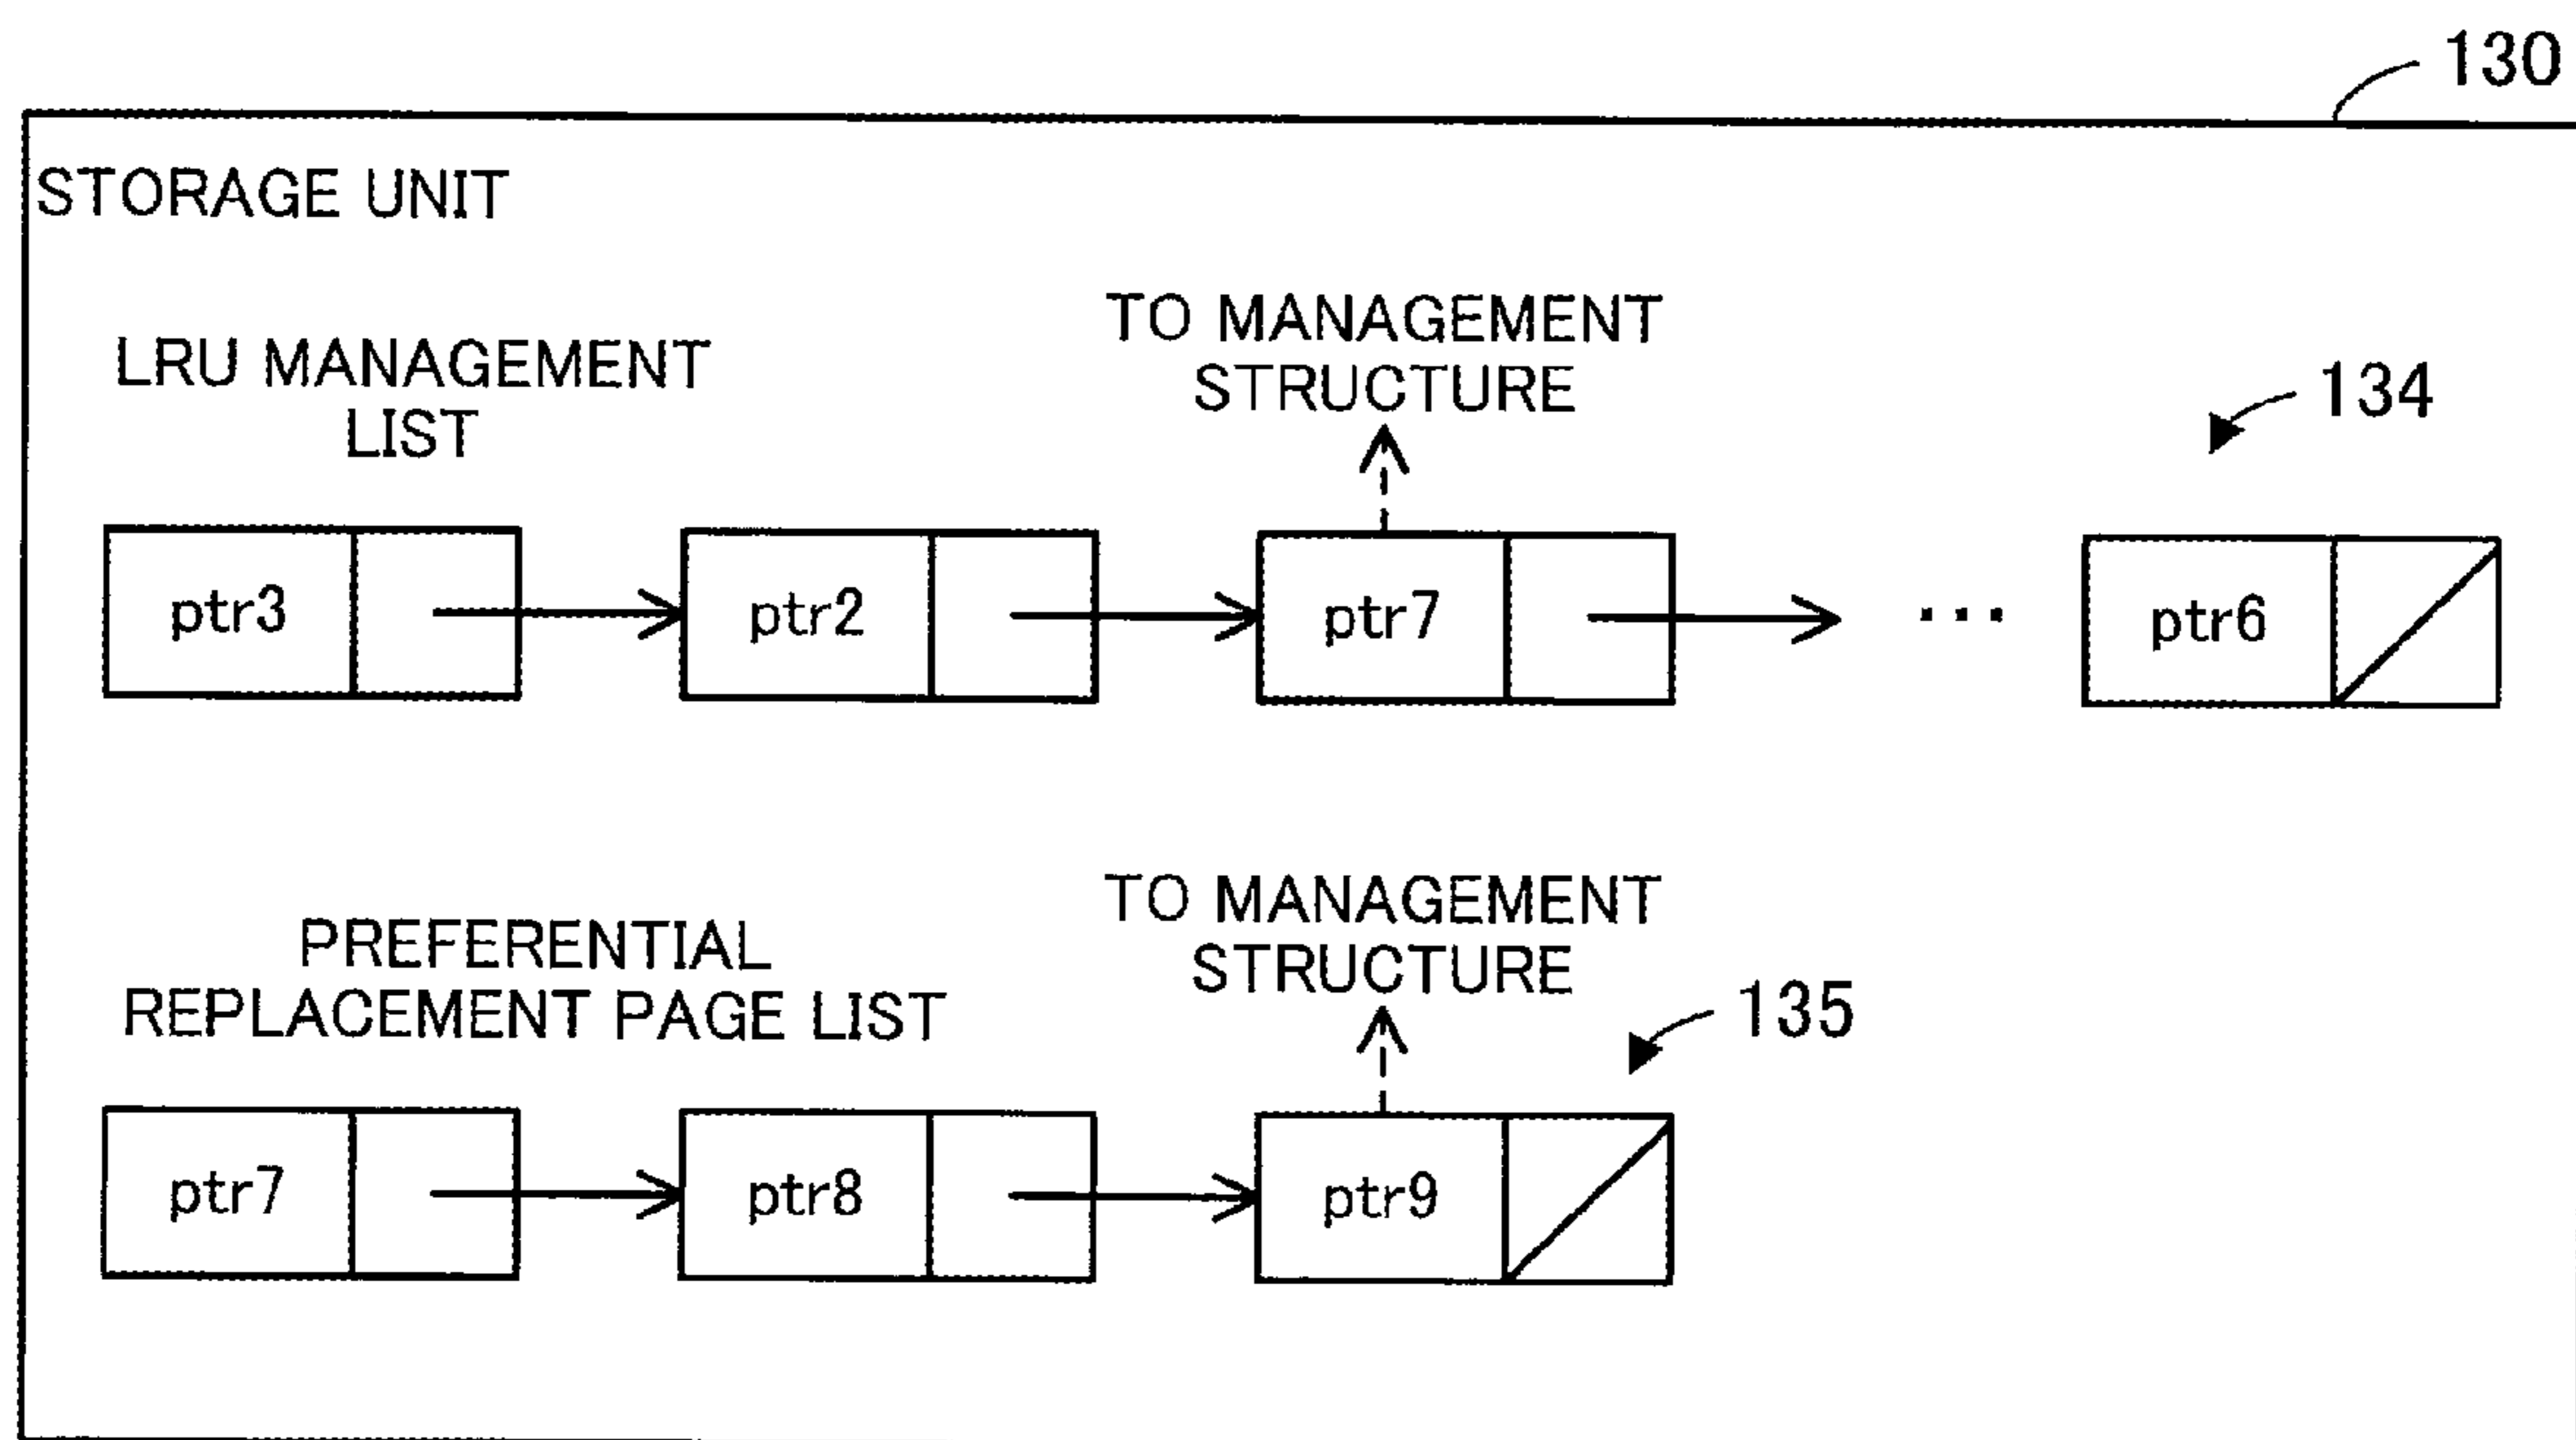 130
STORAGE UNIT
LRU MANAGEMENT
LIST
TO MANAGEMENT
STRUCTURE
134
ptr3
ptr2
ptr7
...
ptr6
PREFERENTIAL
REPLACEMENT PAGE LIST
TO MANAGEMENT
STRUCTURE
135
ptr7
ptr8
ptr9